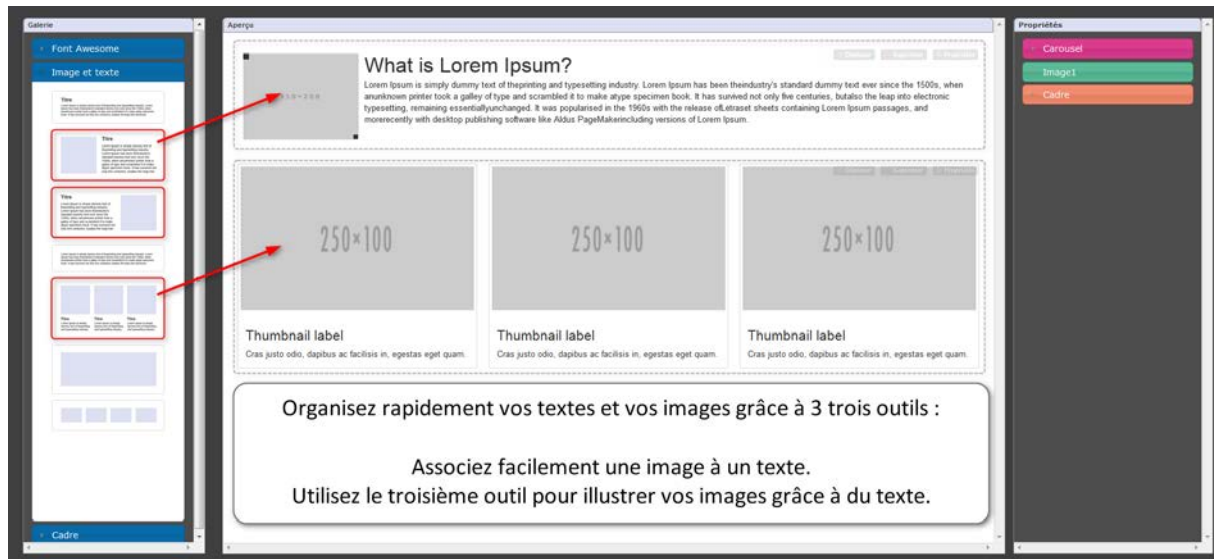 Galerie
Font Awesome
Image et texte
Titre
Titre
Titre
Titre
Titre
Titre
Cadre
Aperçu
What is Lorem Ipsum?
Lorem Ipsum is simply dummy text of theprinting and typesetting industry. Lorem Ipsum has been theindustry's standard dummy text ever since the 1500s, when
anunknown printer took a galley of type and scrambled it to make atype specimen book. It has survived not only five centuries, butalso the leap into electronic
typesetting, remaining essentiallyunchanged. It was popularised in the 1960s with the release ofLetraset sheets containing Lorem Ipsum passages, and
morerecently with desktop publishing software like Aldus PageMakerincluding versions of Lorem Ipsum.
250×100
250×100
250×100
Thumbnail label
Cras justo odio, dapibus ac facilisis in, egestas eget quam.
Thumbnail label
Cras justo odio, dapibus ac facilisis in, egestas eget quam.
Thumbnail label
Cras justo odio, dapibus ac facilisis in, egestas eget quam.
Organisez rapidement vos textes et vos images grâce à 3 trois outils :
Associez facilement une image à un texte.
Utilisez le troisième outil pour illustrer vos images grâce à du texte.
Propriétés
Carousel
Image1
Cadre